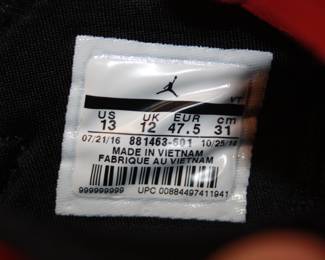 VT
US UK EUR cm
13 12 47.5 31
07/21/16 881463-601 10/25/16
MADE IN VIETNAM
FABRIQUE AU VIETNAM
999999999 UPC 00884497411941